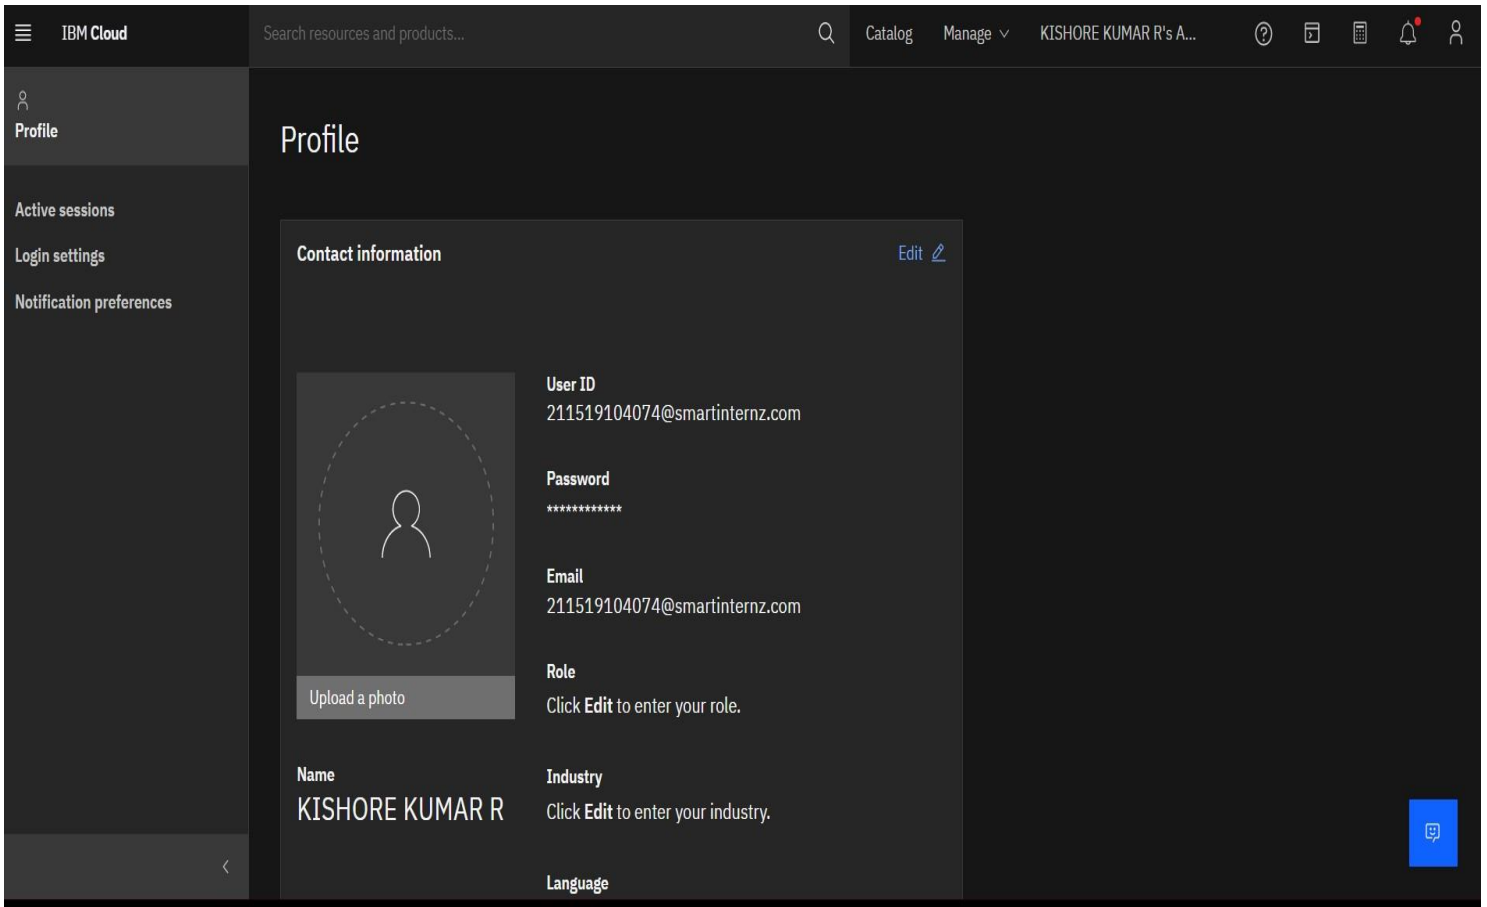 IBM Cloud
Search resources and products...
Catalog
Manage
KISHORE KUMAR R's A...
Profile
Active sessions
Login settings
Notification preferences
Profile
Contact information
Edit
Upload a photo
Name
KISHORE KUMAR R
User ID
211519104074@smartinternz.com
Password
************
Email
211519104074@smartinternz.com
Role
Click Edit to enter your role.
Industry
Click Edit to enter your industry.
Language